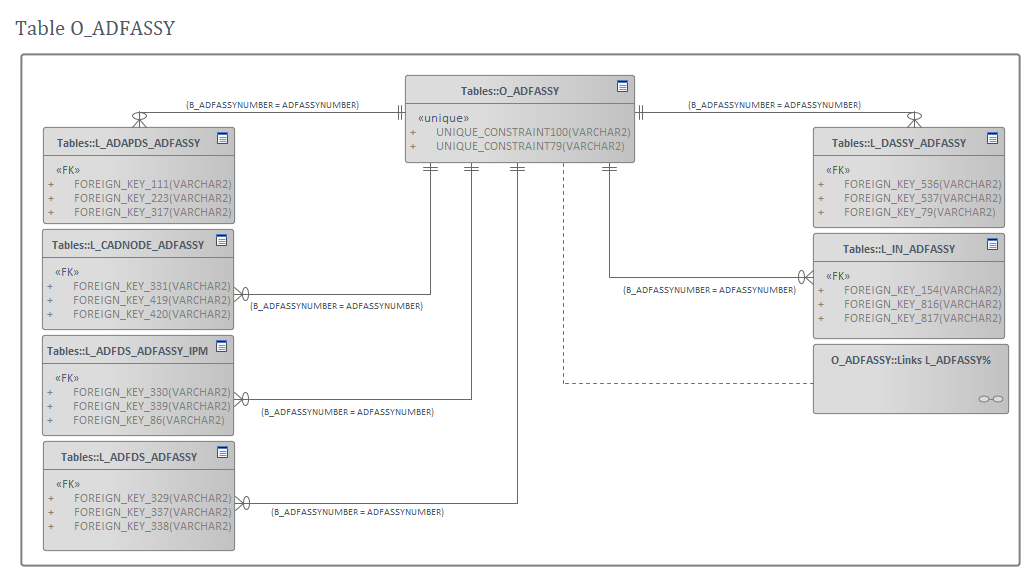 Table O_ADFASSY
Tables::O_ADFASSY
«unique»
+ UNIQUE_CONSTRAINT100(VARCHAR2)
+ UNIQUE_CONSTRAINT79(VARCHAR2)
(B_ADFASSYNUMBER = ADFASSYNUMBER)
(B_ADFASSYNUMBER = ADFASSYNUMBER)
Tables::L_ADAPDS_ADFASSY
«FK»
+ FOREIGN_KEY_111(VARCHAR2)
+ FOREIGN_KEY_223(VARCHAR2)
+ FOREIGN_KEY_317(VARCHAR2)
Tables::L_CADNODE_ADFASSY
«FK»
+ FOREIGN_KEY_331(VARCHAR2)
+ FOREIGN_KEY_419(VARCHAR2)
+ FOREIGN_KEY_420(VARCHAR2)
(B_ADFASSYNUMBER = ADFASSYNUMBER)
Tables::L_ADFDS_ADFASSY_IPM
«FK»
+ FOREIGN_KEY_330(VARCHAR2)
+ FOREIGN_KEY_339(VARCHAR2)
+ FOREIGN_KEY_86(VARCHAR2)
(B_ADFASSYNUMBER = ADFASSYNUMBER)
Tables::L_ADFDS_ADFASSY
«FK»
+ FOREIGN_KEY_329(VARCHAR2)
+ FOREIGN_KEY_337(VARCHAR2)
+ FOREIGN_KEY_338(VARCHAR2)
(B_ADFASSYNUMBER = ADFASSYNUMBER)
Tables::L_DASSY_ADFASSY
«FK»
+ FOREIGN_KEY_536(VARCHAR2)
+ FOREIGN_KEY_537(VARCHAR2)
+ FOREIGN_KEY_79(VARCHAR2)
Tables::L_IN_ADFASSY
«FK»
+ FOREIGN_KEY_154(VARCHAR2)
+ FOREIGN_KEY_816(VARCHAR2)
+ FOREIGN_KEY_817(VARCHAR2)
(B_ADFASSYNUMBER = ADFASSYNUMBER)
O_ADFASSY::Links L_ADFASSY%